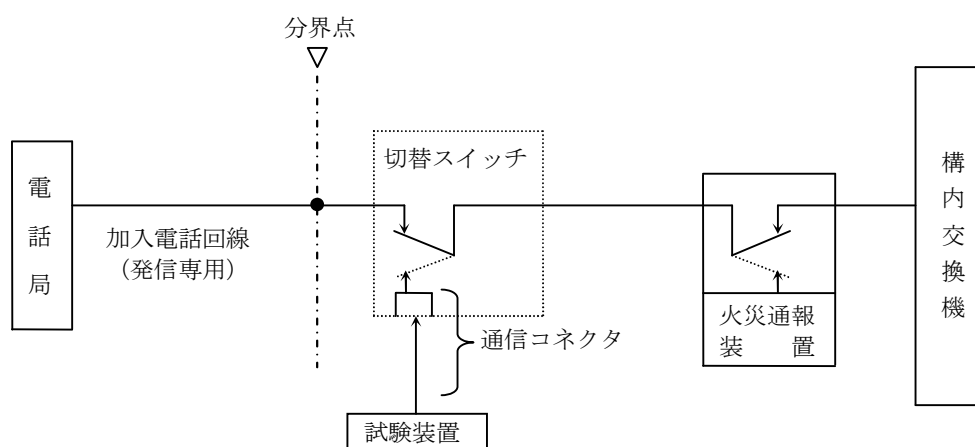 分界点
切替スイッチ
電話局
加入電話回線
（発信専用）
構内交換機
火災通報
装置
通信コネクタ
試験装置